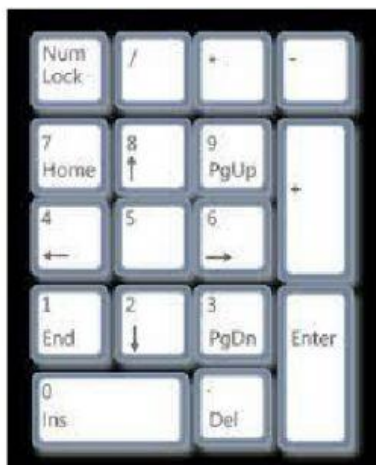 Num
Lock
/
*
-
7
Home
8
↑
9
PgUp
+
4
←
5
6
→
1
End
2
↓
3
PgDn
Enter
0
Ins
.
Del